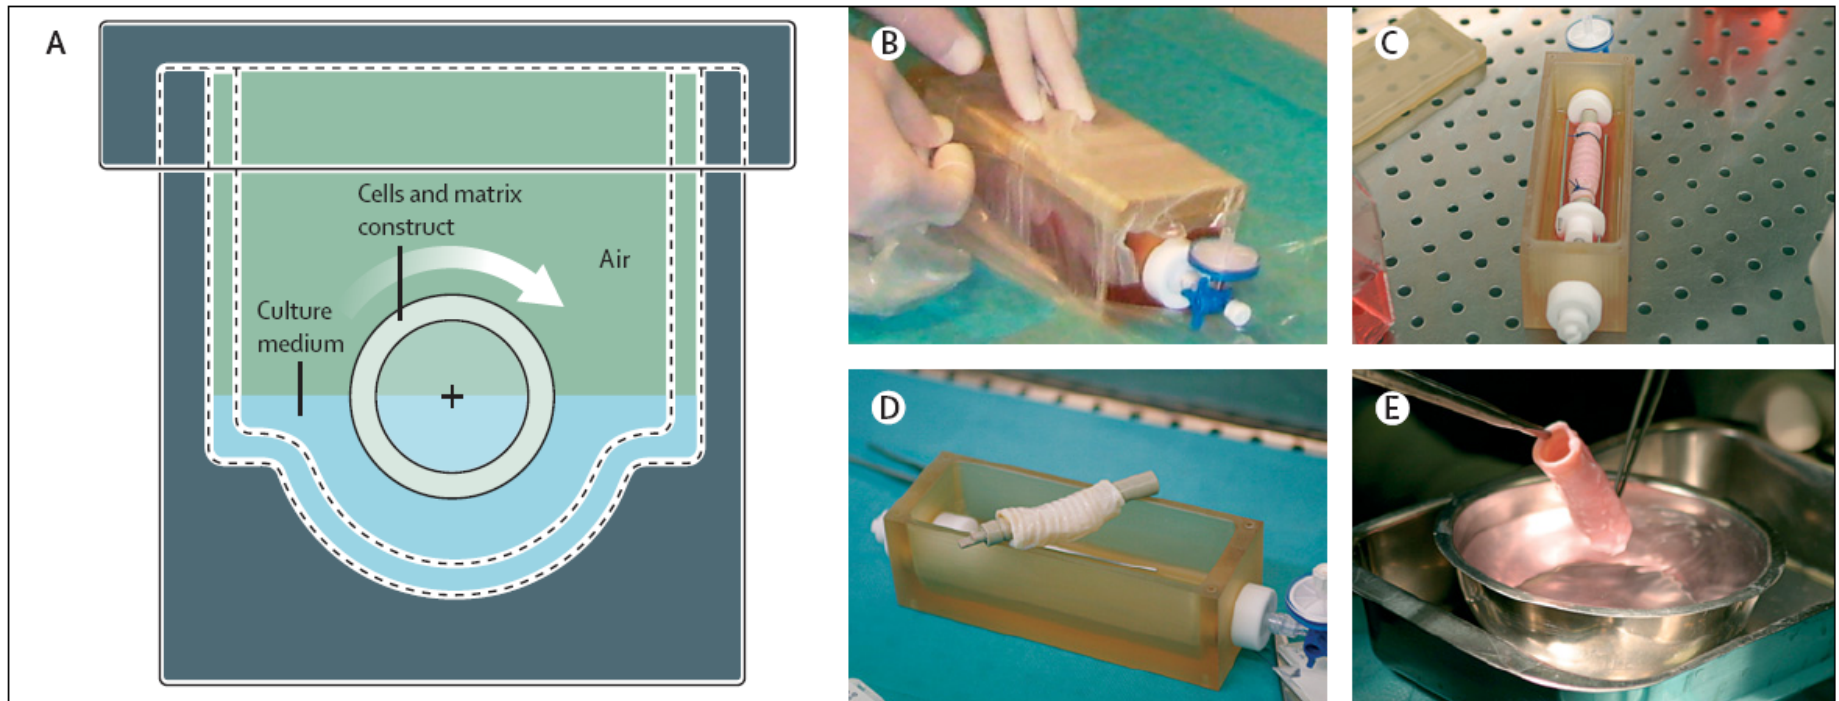 A
Cells and matrix
construct
Air
Culture
medium
B
C
D
E